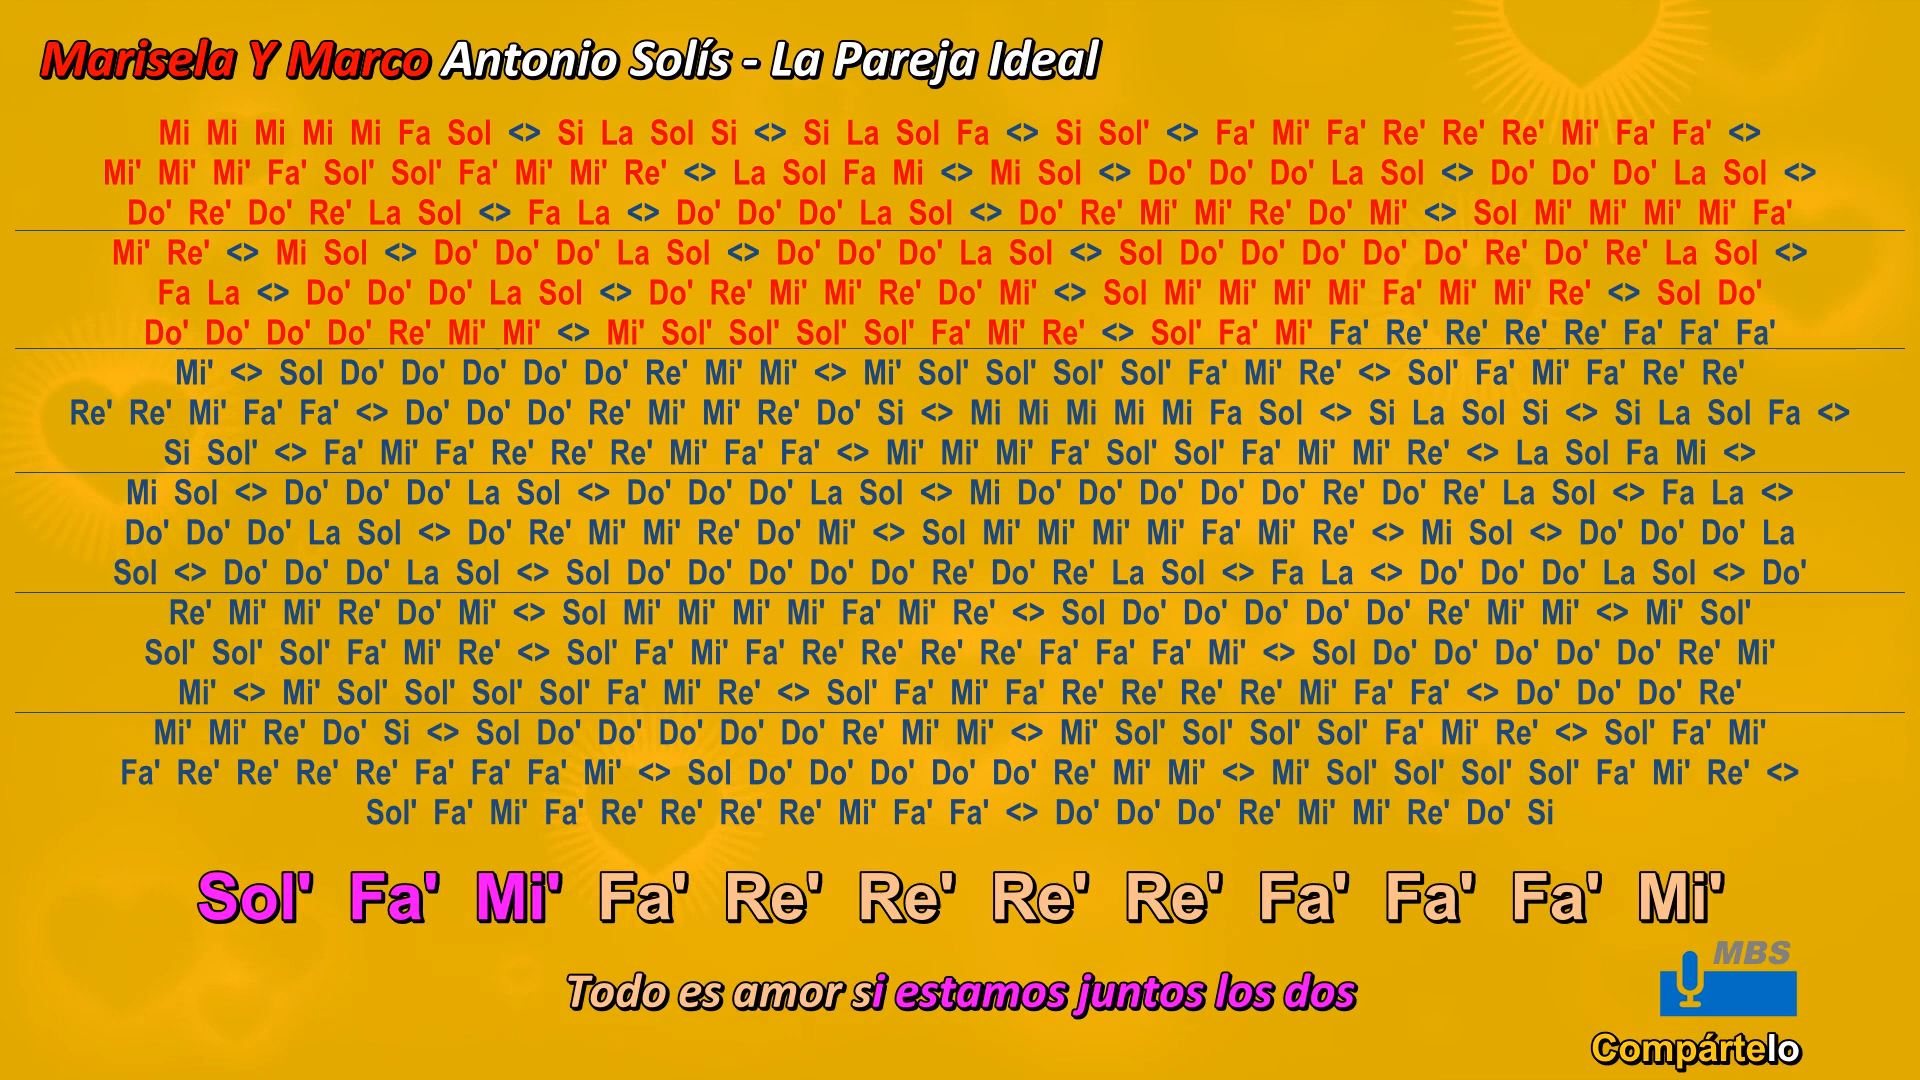 Marisela Y Marco Antonio Solís - La Pareja Ideal
Mi Mi Mi Mi Mi Fa Sol <> Si La Sol Si <> Si La Sol Fa <> Si Sol' <> Fa' Mi' Fa' Re' Re' Re' Mi' Fa' Fa' <>
Mi' Mi' Mi' Fa' Sol' Sol' Fa' Mi' Mi' Re' <> La Sol Fa Mi <> Mi Sol <> Do' Do' Do' La Sol <> Do' Do' Do' La Sol <>
Do' Re' Do' Re' La Sol <> Fa La <> Do' Do' Do' La Sol <> Do' Re' Mi' Mi' Re' Do' Mi' <> Sol Mi' Mi' Mi' Mi' Fa'
Mi' Re' <> Mi Sol <> Do' Do' Do' La Sol <> Do' Do' Do' La Sol <> Sol Do' Do' Do' Do' Do' Re' Do' Re' La Sol <>
Fa La <> Do' Do' Do' La Sol <> Do' Re' Mi' Mi' Re' Do' Mi' <> Sol Mi' Mi' Mi' Mi' Fa' Mi' Mi' Re' <> Sol Do'
Do' Do' Do' Do' Re' Mi' Mi' <> Mi' Sol' Sol' Sol' Sol' Fa' Mi' Re' <> Sol' Fa' Mi' Fa' Re' Re' Re' Re' Fa' Fa' Fa'
Mi' <> Sol Do' Do' Do' Do' Do' Re' Mi' Mi' <> Mi' Sol' Sol' Sol' Sol' Fa' Mi' Re' <> Sol' Fa' Mi' Fa' Re' Re'
Re' Re' Mi' Fa' Fa' <> Do' Do' Do' Re' Mi' Mi' Re' Do' Si <> Mi Mi Mi Mi Mi Fa Sol <> Si La Sol Si <> Si La Sol Fa <>
Si Sol' <> Fa' Mi' Fa' Re' Re' Re' Mi' Fa' Fa' <> Mi' Mi' Mi' Fa' Sol' Sol' Fa' Mi' Mi' Re' <> La Sol Fa Mi <>
Mi Sol <> Do' Do' Do' La Sol <> Do' Do' Do' La Sol <> Mi Do' Do' Do' Do' Do' Re' Do' Re' La Sol <> Fa La <>
Do' Do' Do' La Sol <> Do' Re' Mi' Mi' Re' Do' Mi' <> Sol Mi' Mi' Mi' Mi' Fa' Mi' Re' <> Mi Sol <> Do' Do' Do' La
Sol <> Do' Do' Do' La Sol <> Sol Do' Do' Do' Do' Do' Re' Do' Re' La Sol <> Fa La <> Do' Do' Do' La Sol <> Do'
Re' Mi' Mi' Re' Do' Mi' <> Sol Mi' Mi' Mi' Mi' Fa' Mi' Re' <> Sol Do' Do' Do' Do' Do' Re' Mi' Mi' <> Mi' Sol'
Sol' Sol' Sol' Fa' Mi' Re' <> Sol' Fa' Mi' Fa' Re' Re' Re' Re' Fa' Fa' Fa' Mi' <> Sol Do' Do' Do' Do' Do' Re' Mi'
Mi' <> Mi' Sol' Sol' Sol' Sol' Fa' Mi' Re' <> Sol' Fa' Mi' Fa' Re' Re' Re' Re' Mi' Fa' Fa' <> Do' Do' Do' Re'
Mi' Mi' Re' Do' Si <> Sol Do' Do' Do' Do' Do' Re' Mi' Mi' <> Mi' Sol' Sol' Sol' Sol' Fa' Mi' Re' <> Sol' Fa' Mi'
Fa' Re' Re' Re' Re' Fa' Fa' Fa' Mi' <> Sol Do' Do' Do' Do' Do' Re' Mi' Mi' <> Mi' Sol' Sol' Sol' Sol' Fa' Mi' Re' <>
Sol' Fa' Mi' Fa' Re' Re' Re' Re' Mi' Fa' Fa' <> Do' Do' Do' Re' Mi' Mi' Re' Do' Si
Sol' Fa' Mi' Fa' Re' Re' Re' Re' Fa' Fa' Fa' Mi'
MBS
Todo es amor si estamos juntos los dos
Compártelo